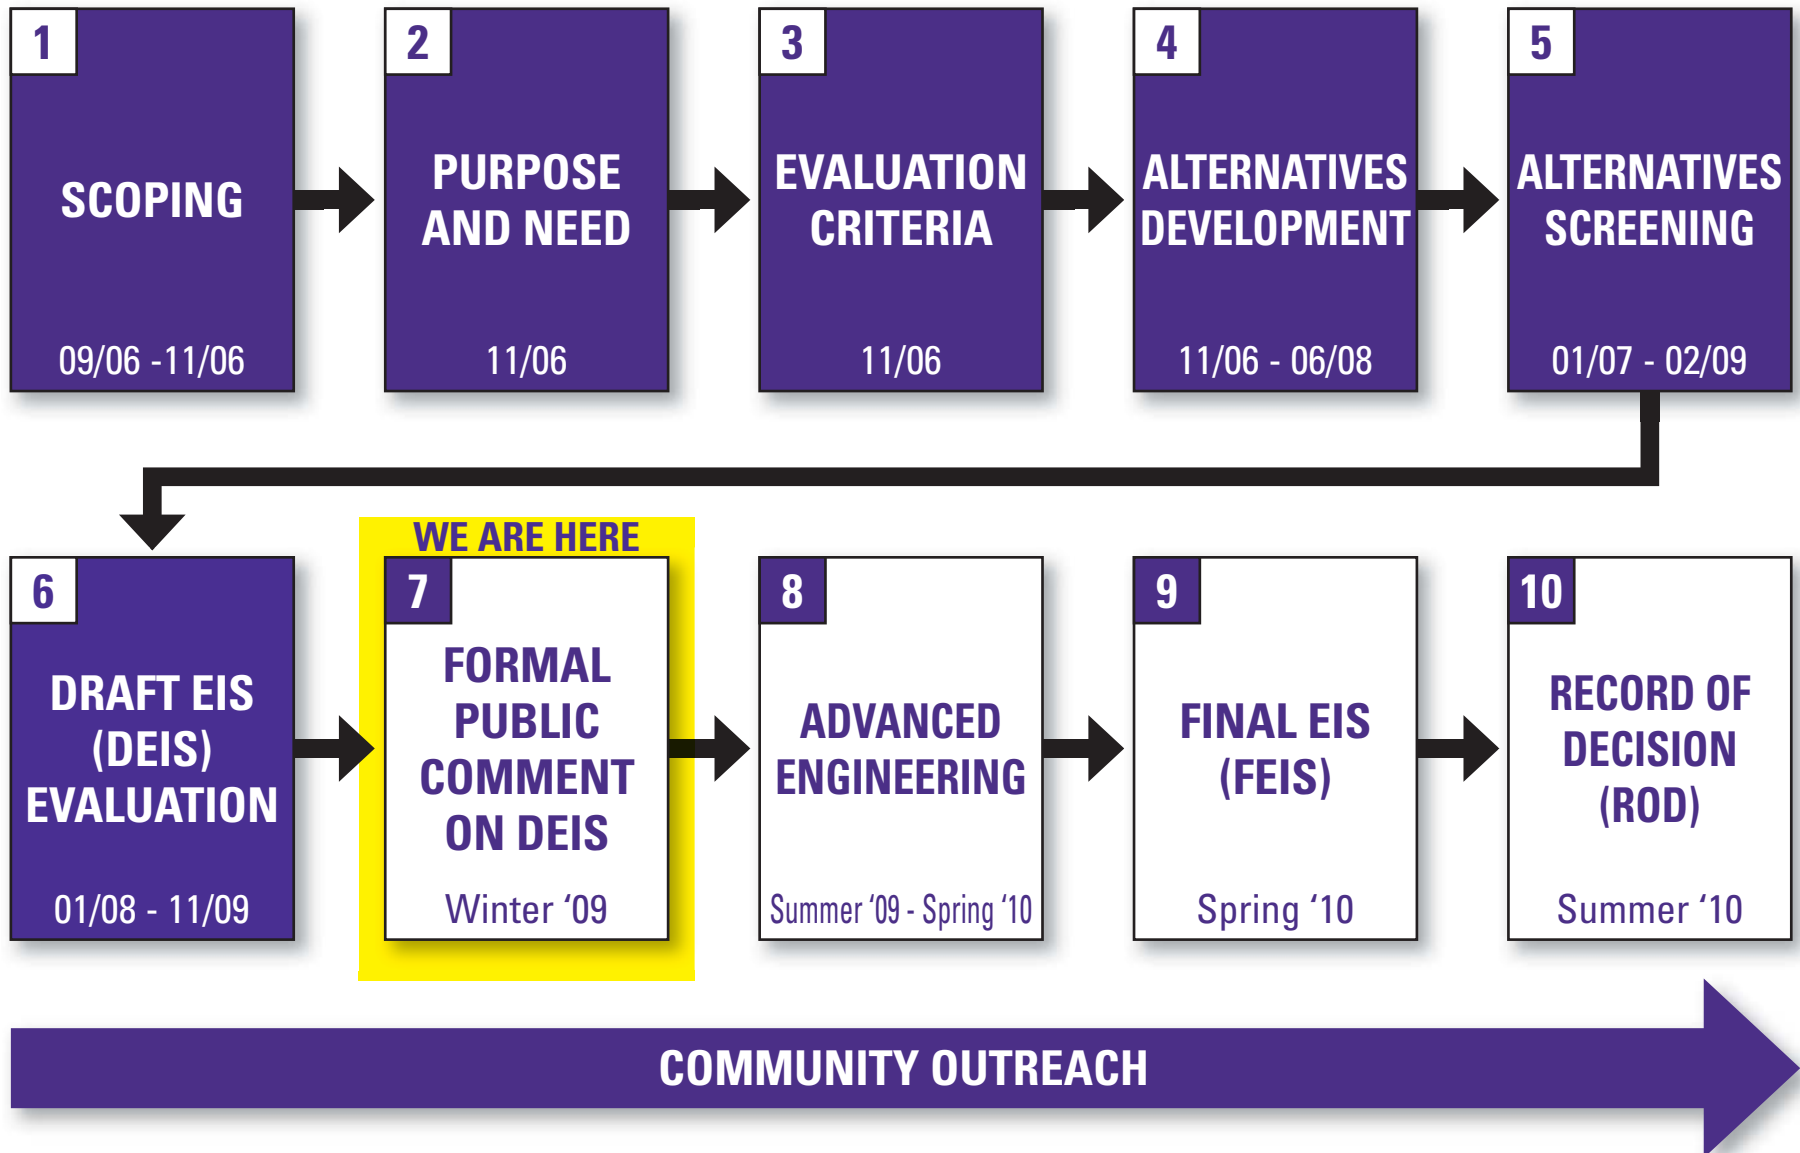 1
SCOPING
09/06 -11/06
2
PURPOSE
AND NEED
11/06
3
EVALUATION
CRITERIA
11/06
4
ALTERNATIVES
DEVELOPMENT
11/06 - 06/08
5
ALTERNATIVES
SCREENING
01/07 - 02/09
6
DRAFT EIS
(DEIS)
EVALUATION
01/08 - 11/09
WE ARE HERE
7
FORMAL
PUBLIC
COMMENT
ON DEIS
Winter ‘09
8
ADVANCED
ENGINEERING
Summer ‘09 - Spring ‘10
9
FINAL EIS
(FEIS)
Spring ‘10
10
RECORD OF
DECISION
(ROD)
Summer ‘10
COMMUNITY OUTREACH